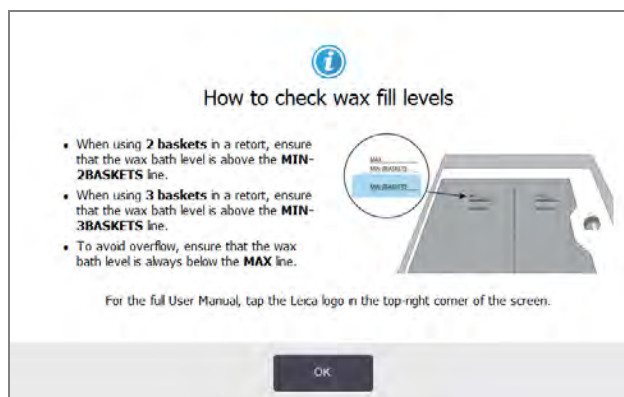 How to check wax fill levels
• When using 2 baskets in a retort, ensure
that the wax bath level is above the MIN-
2BASKETS line.
• When using 3 baskets in a retort, ensure
that the wax bath level is above the MIN-
3BASKETS line.
• To avoid overflow, ensure that the wax
bath level is always below the MAX line.
MAX
For the full User Manual, tap the Leica logo in the top-right corner of the screen.
OK